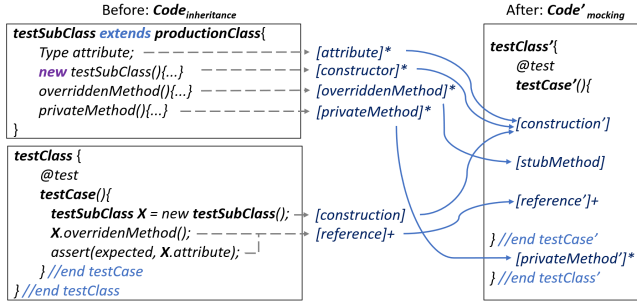 Before: Code inheritance
testSubClass extends productionClass{
Type attribute;
new testSubClass(){...}
overriddenMethod(){...}
privateMethod(){...}
}
testClass {
@test
testCase(){
testSubClass X = new testSubClass();
X.overridenMethod();
assert(expected, X.attribute);
} //end testCase
} //end testClass
[attribute]*
[constructor]*
[overriddenMethod]*
[privateMethod]*
[construction]
[reference]+
After: Code’ mocking
testClass’{
@test
testCase’(){
[construction’]
[stubMethod]
[reference’]+
} //end testCase’
[privateMethod’]*
} //end testClass’